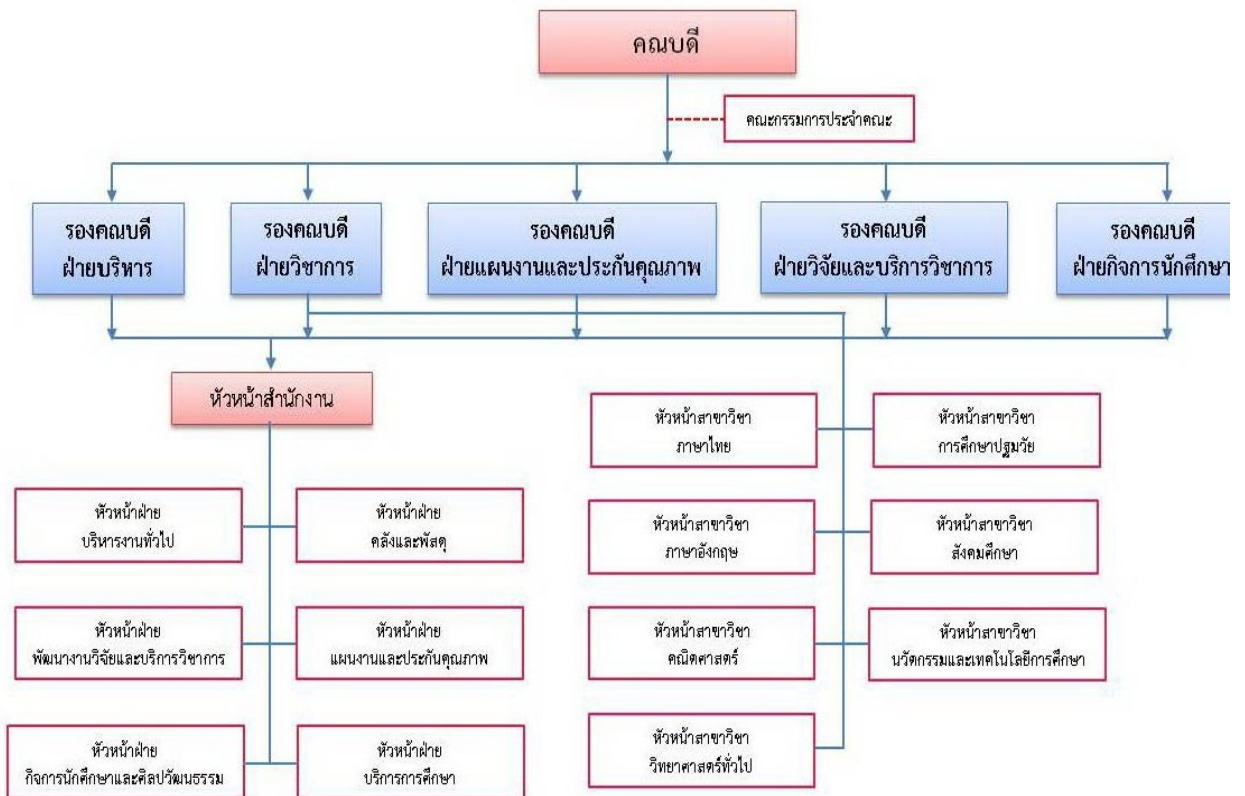 คณบดี
คณะกรรมการประจำคณะ
รองคณบดี
ฝ่ายบริหาร
รองคณบดี
ฝ่ายวิชาการ
รองคณบดี
ฝ่ายแผนงานและประกันคุณภาพ
รองคณบดี
ฝ่ายวิจัยและบริการวิชาการ
รองคณบดี
ฝ่ายกิจการนักศึกษา
หัวหน้าสำนักงาน
หัวหน้าฝ่าย
บริหารงานทั่วไป
หัวหน้าฝ่าย
คลังและพัสดุ
หัวหน้าฝ่าย
พัฒนางานวิจัยและบริการวิชาการ
หัวหน้าฝ่าย
แผนงานและประกันคุณภาพ
หัวหน้าฝ่าย
กิจการนักศึกษาและศิลปวัฒนธรรม
หัวหน้าฝ่าย
บริการการศึกษา
หัวหน้าสาขาวิชา
ภาษาไทย
หัวหน้าสาขาวิชา
การศึกษาปฐมวัย
หัวหน้าสาขาวิชา
ภาษาอังกฤษ
หัวหน้าสาขาวิชา
สังคมศึกษา
หัวหน้าสาขาวิชา
คณิตศาสตร์
หัวหน้าสาขาวิชา
นวัตกรรมและเทคโนโลยีการศึกษา
หัวหน้าสาขาวิชา
วิทยาศาสตร์ทั่วไป